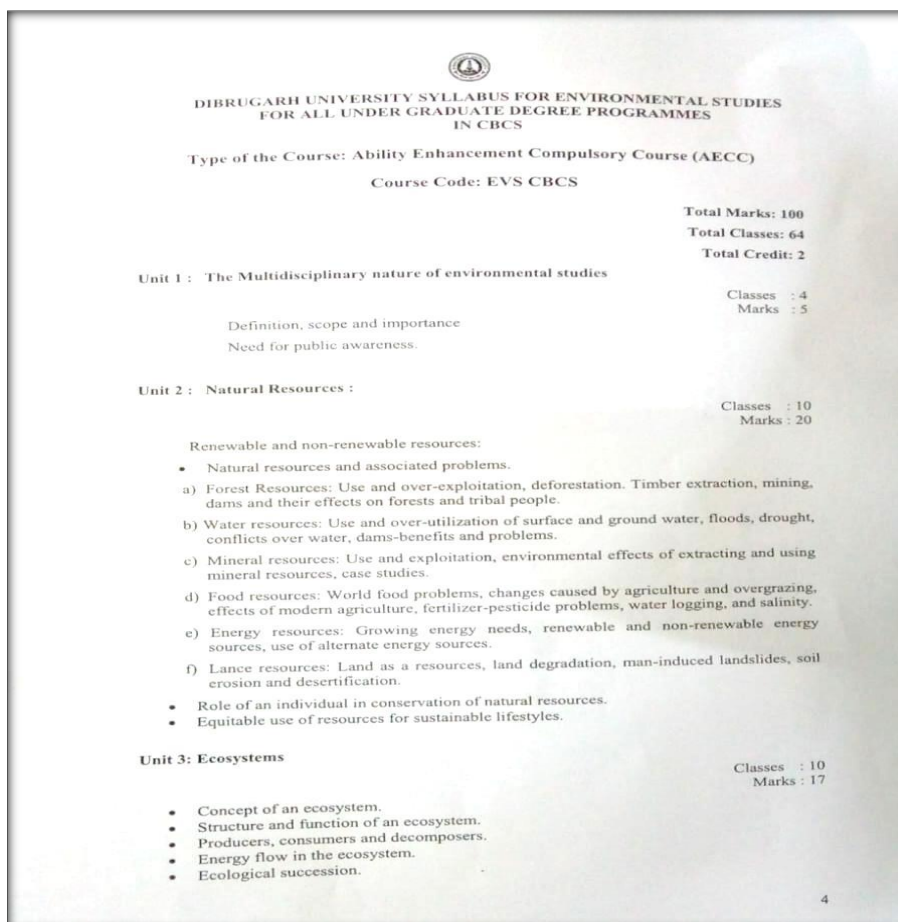 DIBRUGARH UNIVERSITY SYLLABUS FOR ENVIRONMENTAL STUDIES
FOR ALL UNDER GRADUATE DEGREE PROGRAMMES
IN CBCS
Type of the Course: Ability Enhancement Compulsory Course (AECC)
Course Code: EVS CBCS
Total Marks: 100
Total Classes: 64
Total Credit: 2
Unit 1 : The Multidisciplinary nature of environmental studies
Classes : 4
Marks : 5
Definition, scope and importance
Need for public awareness.
Unit 2 : Natural Resources :
Classes : 10
Marks : 20
Renewable and non-renewable resources:
• Natural resources and associated problems.
a) Forest Resources: Use and over-exploitation, deforestation. Timber extraction, mining,
dams and their effects on forests and tribal people.
b) Water resources: Use and over-utilization of surface and ground water, floods, drought,
conflicts over water, dams-benefits and problems.
c) Mineral resources: Use and exploitation, environmental effects of extracting and using
mineral resources, case studies.
d) Food resources: World food problems, changes caused by agriculture and overgrazing,
effects of modern agriculture, fertilizer-pesticide problems, water logging, and salinity.
e) Energy resources: Growing energy needs, renewable and non-renewable energy
sources, use of alternate energy sources.
f) Lance resources: Land as a resources, land degradation, man-induced landslides, soil
erosion and desertification.
• Role of an individual in conservation of natural resources.
• Equitable use of resources for sustainable lifestyles.
Unit 3: Ecosystems
Classes : 10
Marks : 17
• Concept of an ecosystem.
• Structure and function of an ecosystem.
• Producers, consumers and decomposers.
• Energy flow in the ecosystem.
• Ecological succession.
4